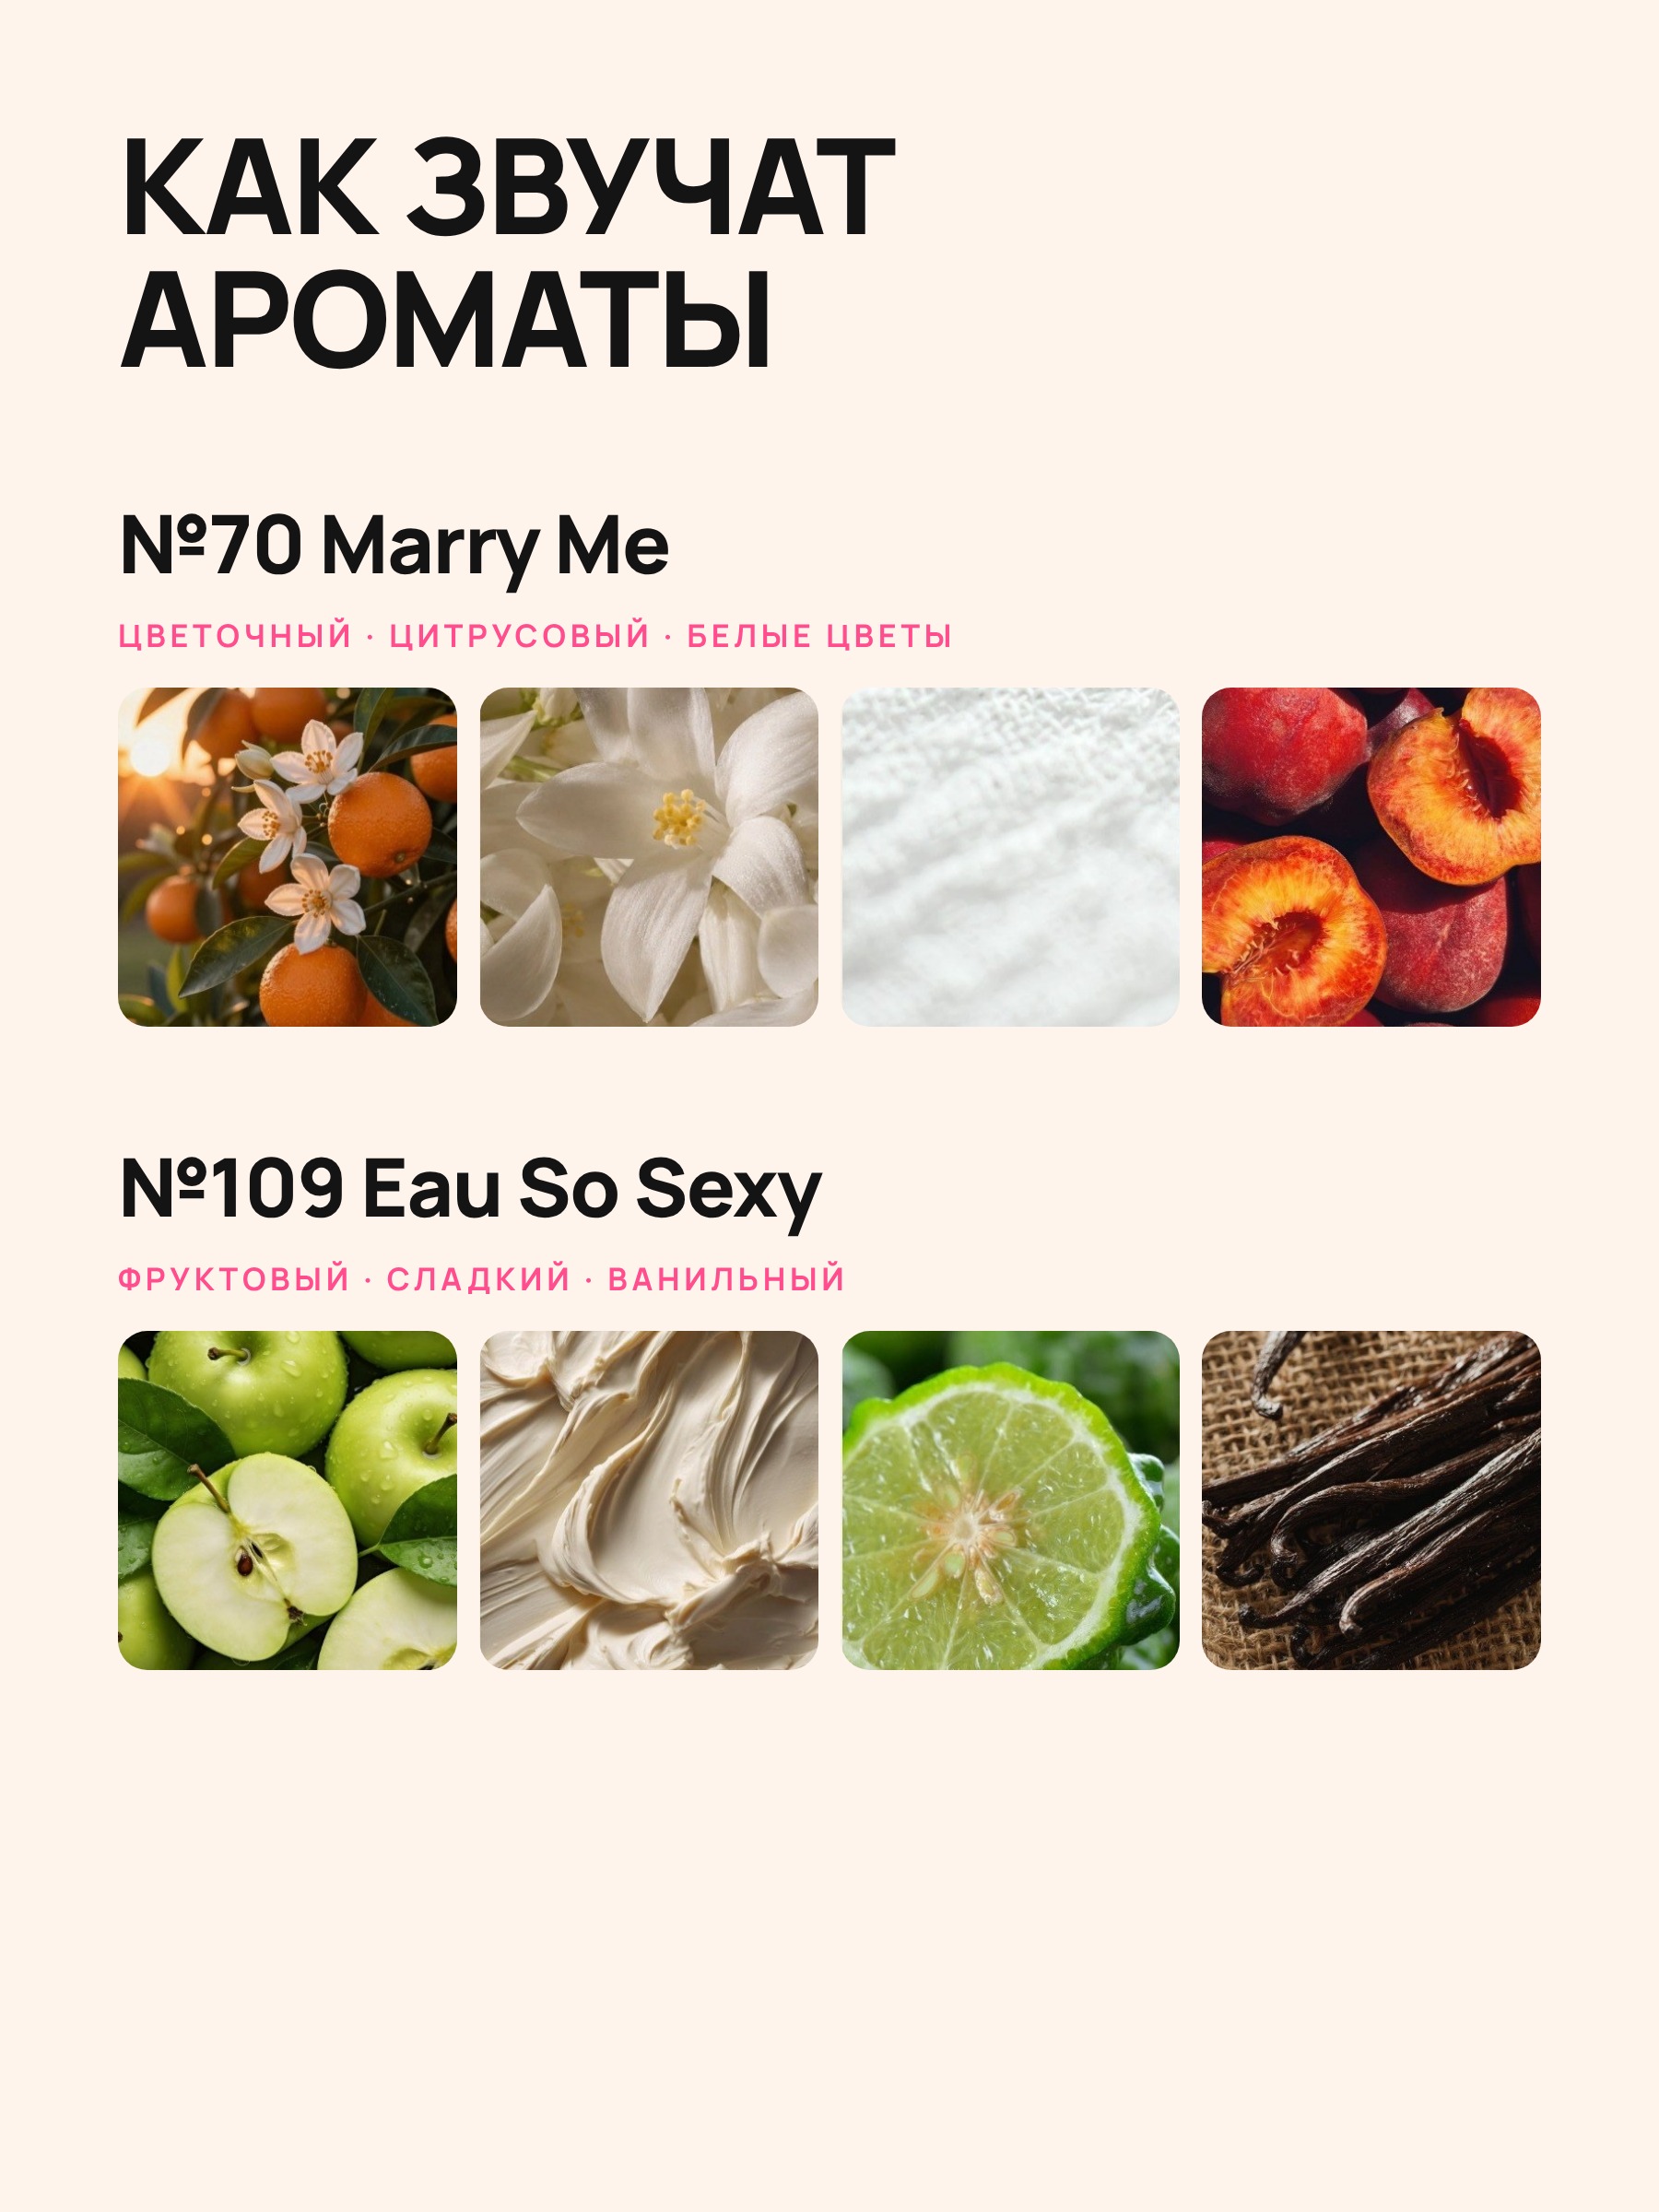 КАК ЗВУЧАТ
АРОМАТЫ
№70 Marry Me
ЦВЕТОЧНЫЙ · ЦИТРУСОВЫЙ · БЕЛЫЕ ЦВЕТЫ
№109 Eau So Sexy
ФРУКТОВЫЙ · СЛАДКИЙ · ВАНИЛЬНЫЙ